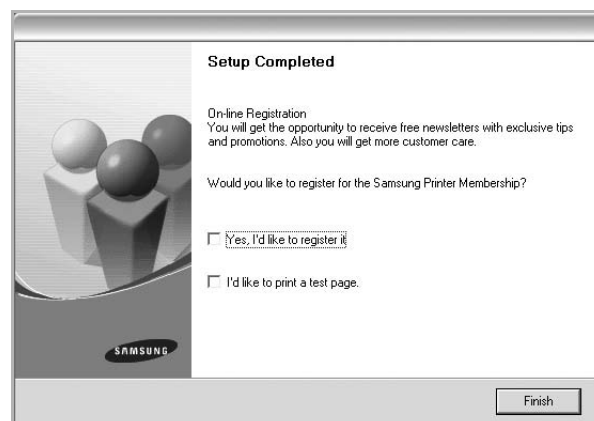 Setup Completed
On-line Registration
You will get the opportunity to receive free newsletters with exclusive tips
and promotions. Also you will get more customer care.
Would you like to register for the Samsung Printer Membership?
Yes, I'd like to register it
I'd like to print a test page.
SAMSUNG
Finish